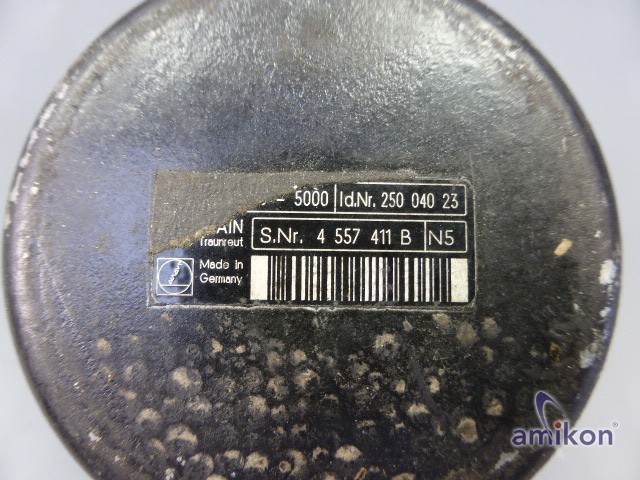 - 5000 Id.Nr. 250 040 23
AIN S.Nr. 4 557 411 B N5
Traunreut
Made in
Germany
amikon®